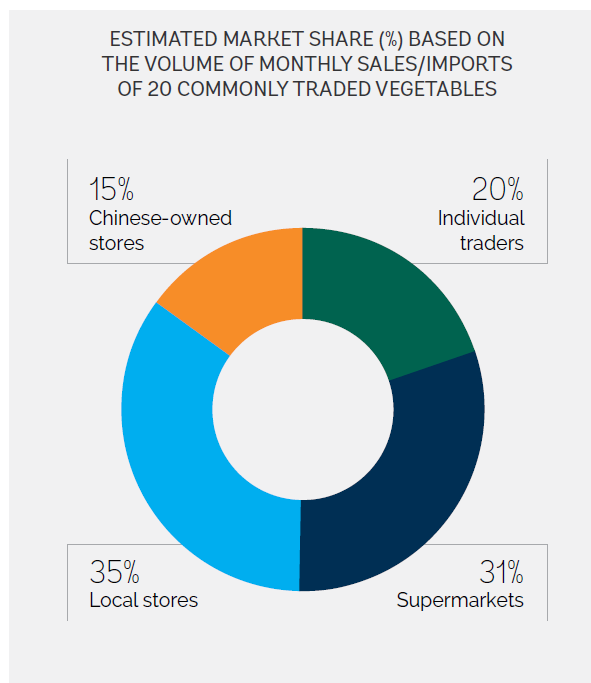 ESTIMATED MARKET SHARE (%) BASED ON
THE VOLUME OF MONTHLY SALES/IMPORTS
OF 20 COMMONLY TRADED VEGETABLES
15%
Chinese-owned
stores
20%
Individual
traders
35%
Local stores
31%
Supermarkets